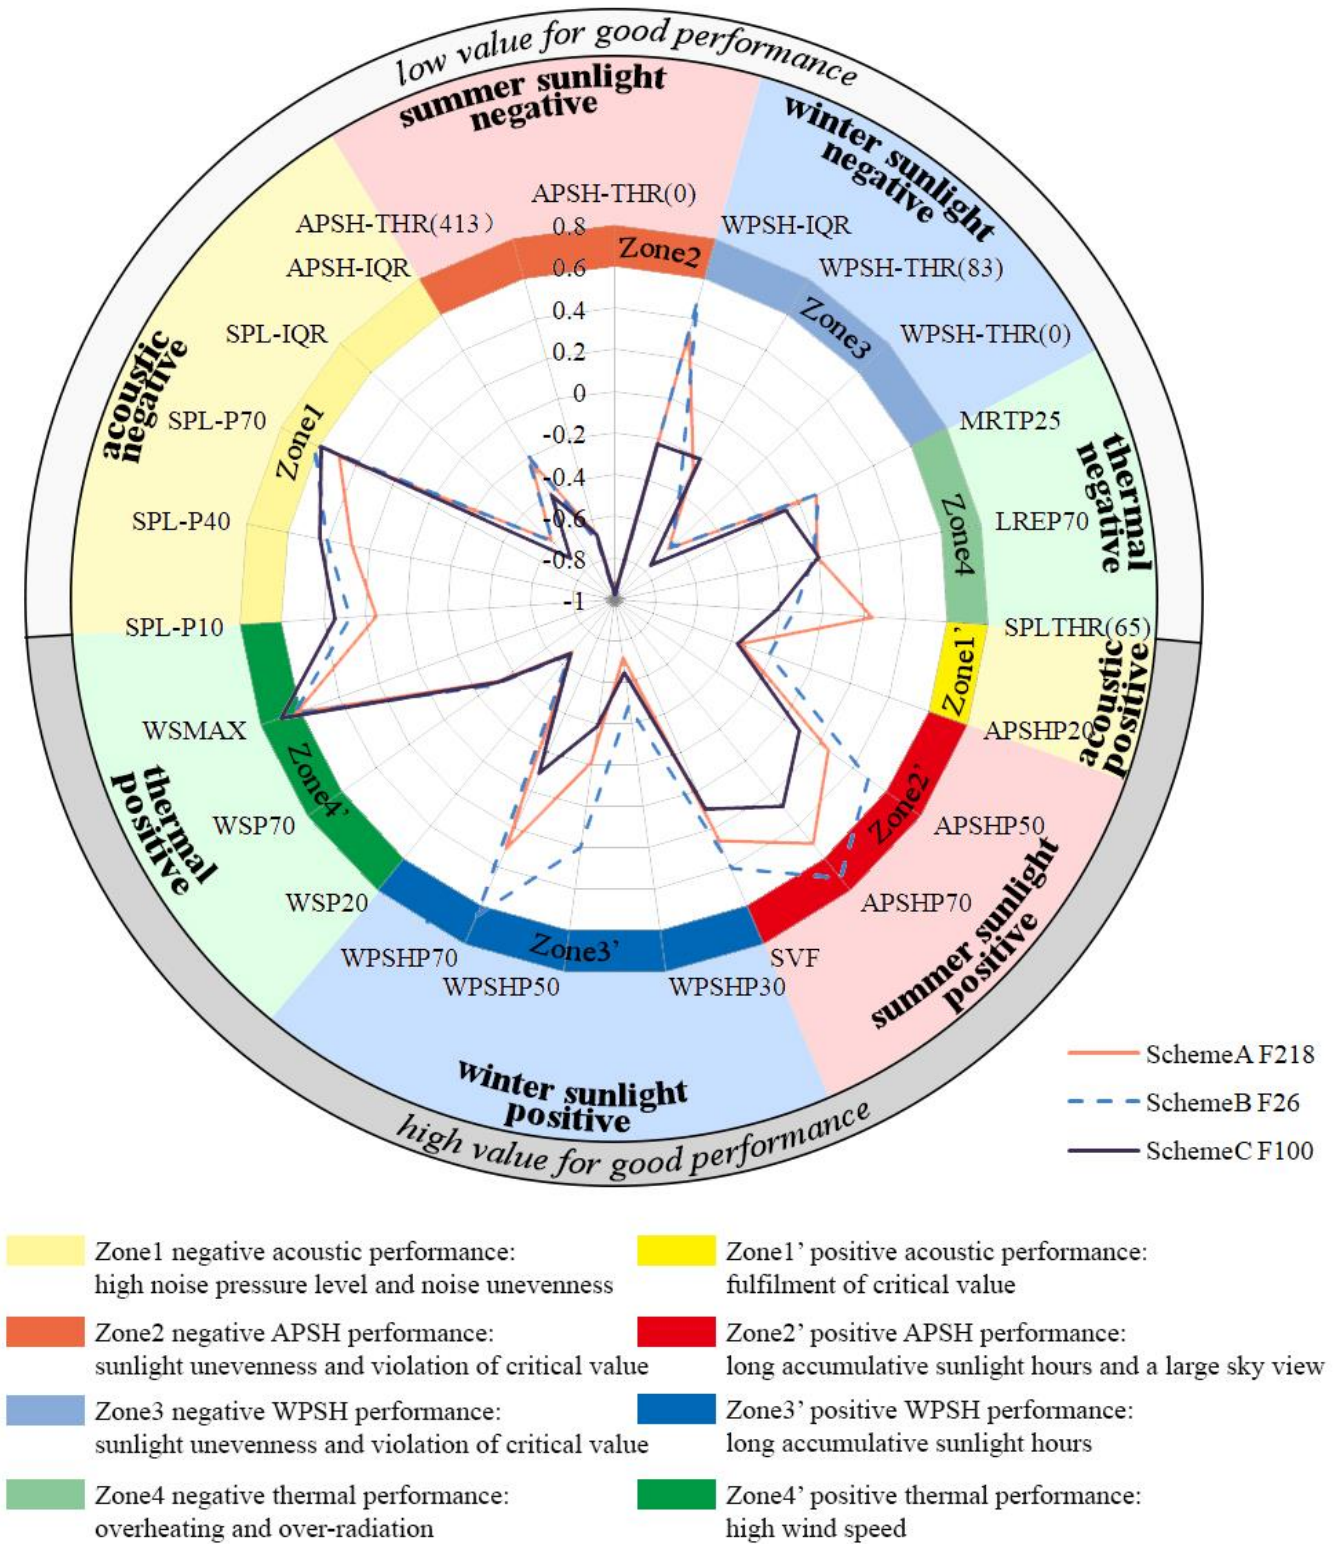 low value for good performance
summer sunlight
negative
winter sunlight
negative
APSH-THR(0)
APSH-THR(413)
WPSH-IQR
0.8
Zone2
APSH-IQR
0.6
WPSH-THR(83)
0.4
Zone3
SPL-IQR
WPSH-THR(0)
0.2
acoustic
negative
0
SPL-P70
Zone1
MRTP25
thermal
negative
-0.2
-0.4
SPL-P40
-0.6
Zone4
LREP70
-0.8
-1
SPL-P10
SPLTHR(65)
Zone1’
acoustic
positive
WSMAX
APSHP20
thermal
positive
Zone4’
Zone2’
WSP70
APSHP50
WSP20
APSHP70
summer sunlight
positive
WPSHP70
Zone3’
SVF
WPSHP50
WPSHP30
winter sunlight
positive
high value for good performance
SchemeA F218
SchemeB F26
SchemeC F100
Zone1 negative acoustic performance:
high noise pressure level and noise unevenness
Zone1’ positive acoustic performance:
fulfilment of critical value
Zone2 negative APSH performance:
sunlight unevenness and violation of critical value
Zone2’ positive APSH performance:
long accumulative sunlight hours and a large sky view
Zone3 negative WPSH performance:
sunlight unevenness and violation of critical value
Zone3’ positive WPSH performance:
long accumulative sunlight hours
Zone4 negative thermal performance:
overheating and over-radiation
Zone4’ positive thermal performance:
high wind speed